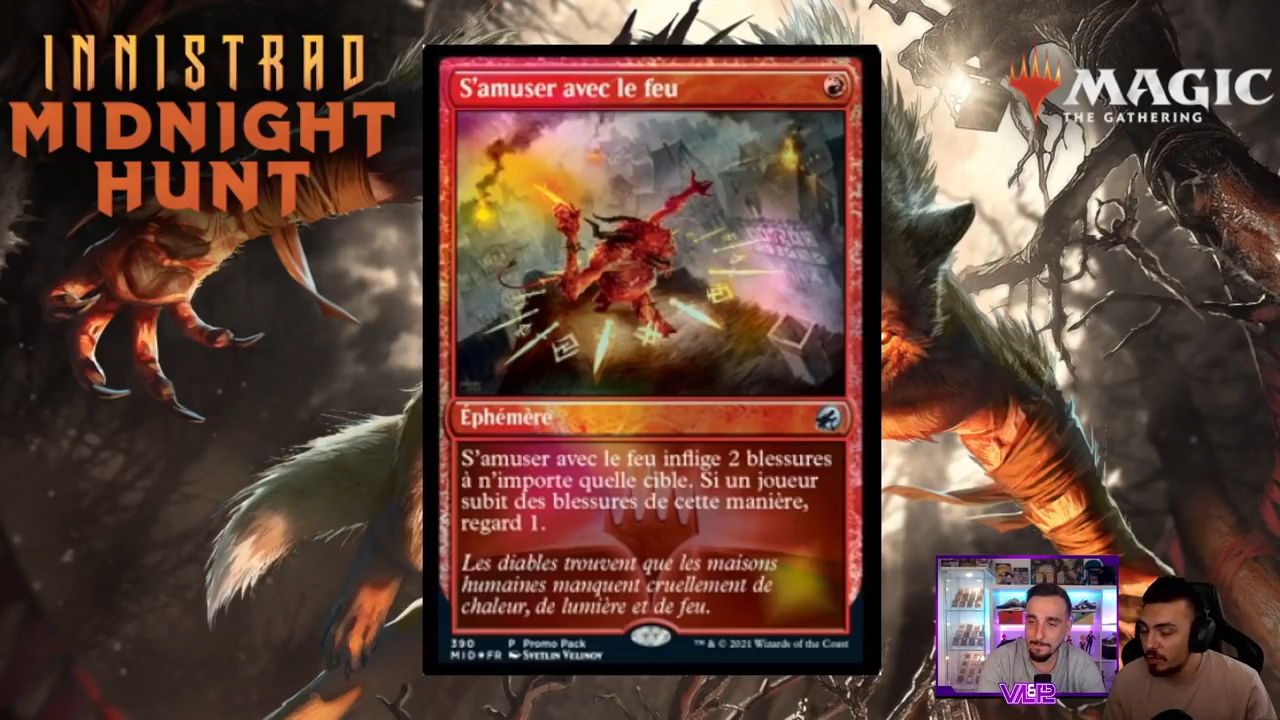 INNISTRAD
MIDNIGHT
HUNT
MAGIC
THE GATHERING
S'amuser avec le feu
Éphémère
S'amuser avec le feu inflige 2 blessures
à n'importe quelle cible. Si un joueur
subit des blessures de cette manière,
regard 1.
Les diables trouvent que les maisons
humaines manquent cruellement de
chaleur, de lumière et de feu.
390 P Promo Pack
MID★FR SVETLIN VELINOV
™ & © 2021 Wizards of the Coast